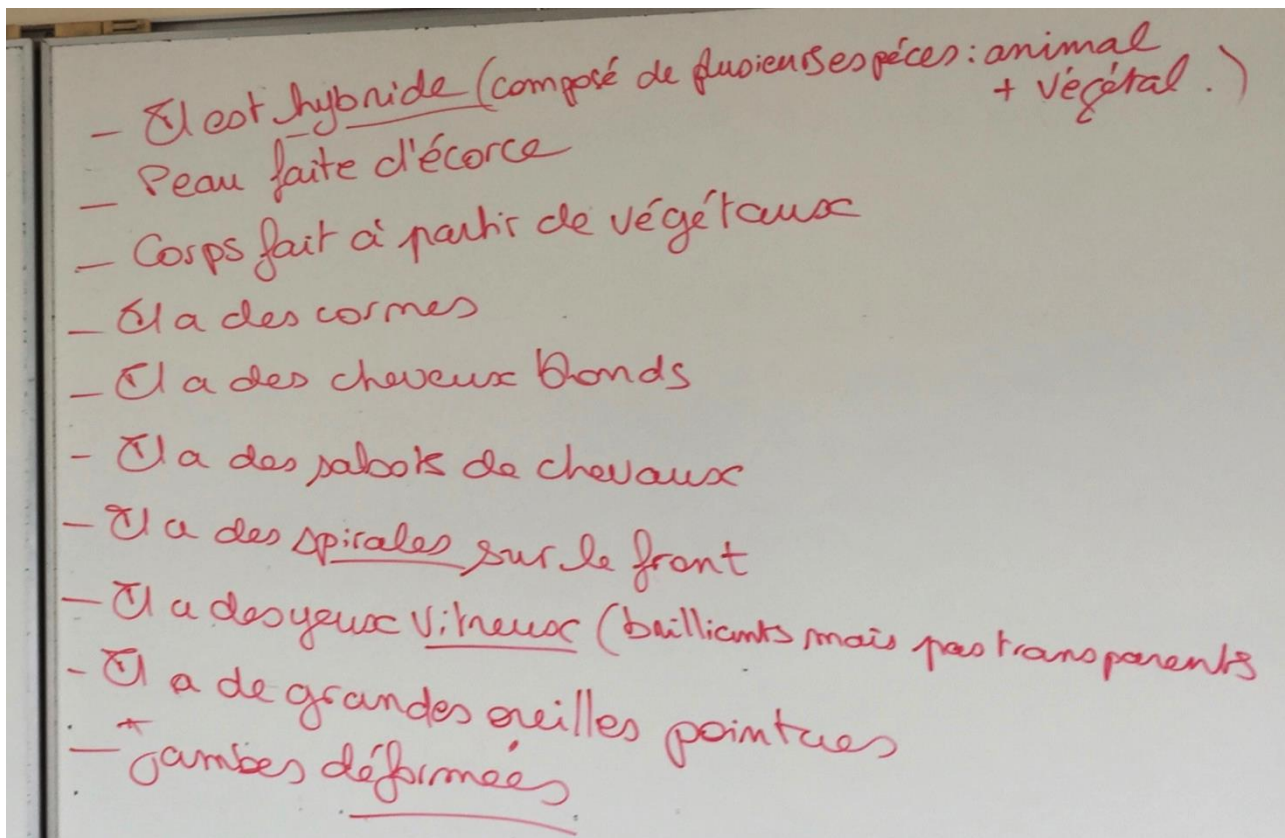 - Il est hybride (composé de plusieurs espéces : animal
+ végétal.)
- Peau faite d'écorce
- Corps fait à partir de végétaux
- Il a des cornes
- Il a des cheveux blonds
- Il a des sabots de chevaux
- Il a des spirales sur le front
- Il a des yeux vitreux (brilliants mais pas transparents
- Il a de grandes oreilles pointues
- Jambes déformées